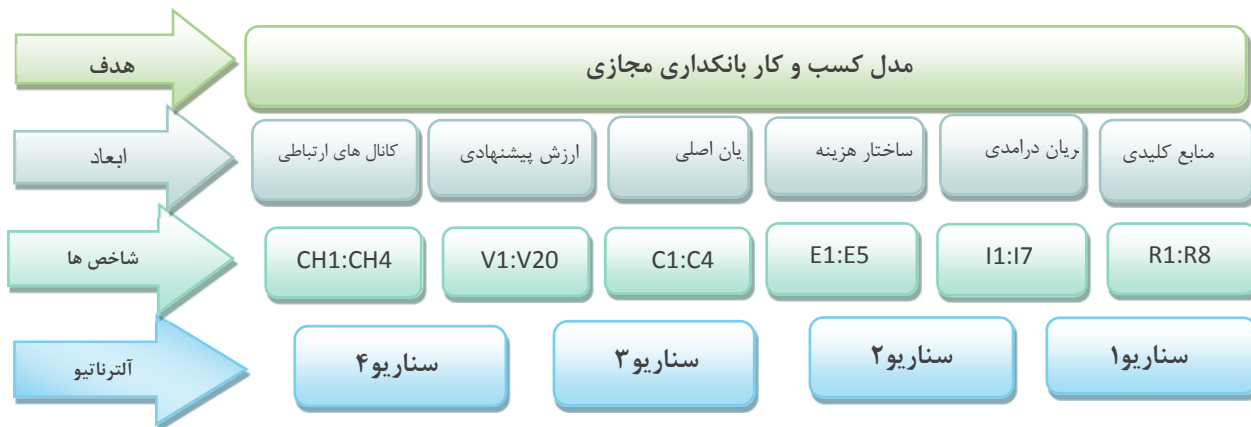 هدف
مدل کسب و کار بانکداری مجازی
ابعاد
منابع کلیدی
ریان درامدی
ساختار هزینه
یان اصلی
ارزش پیشنهادی
کانال های ارتباطی
شاخص ها
R1:R8
I1:I7
E1:E5
C1:C4
V1:V20
CH1:CH4
آلترناتیو
سناریو۱
سناریو۲
سناریو۳
سناریو۴